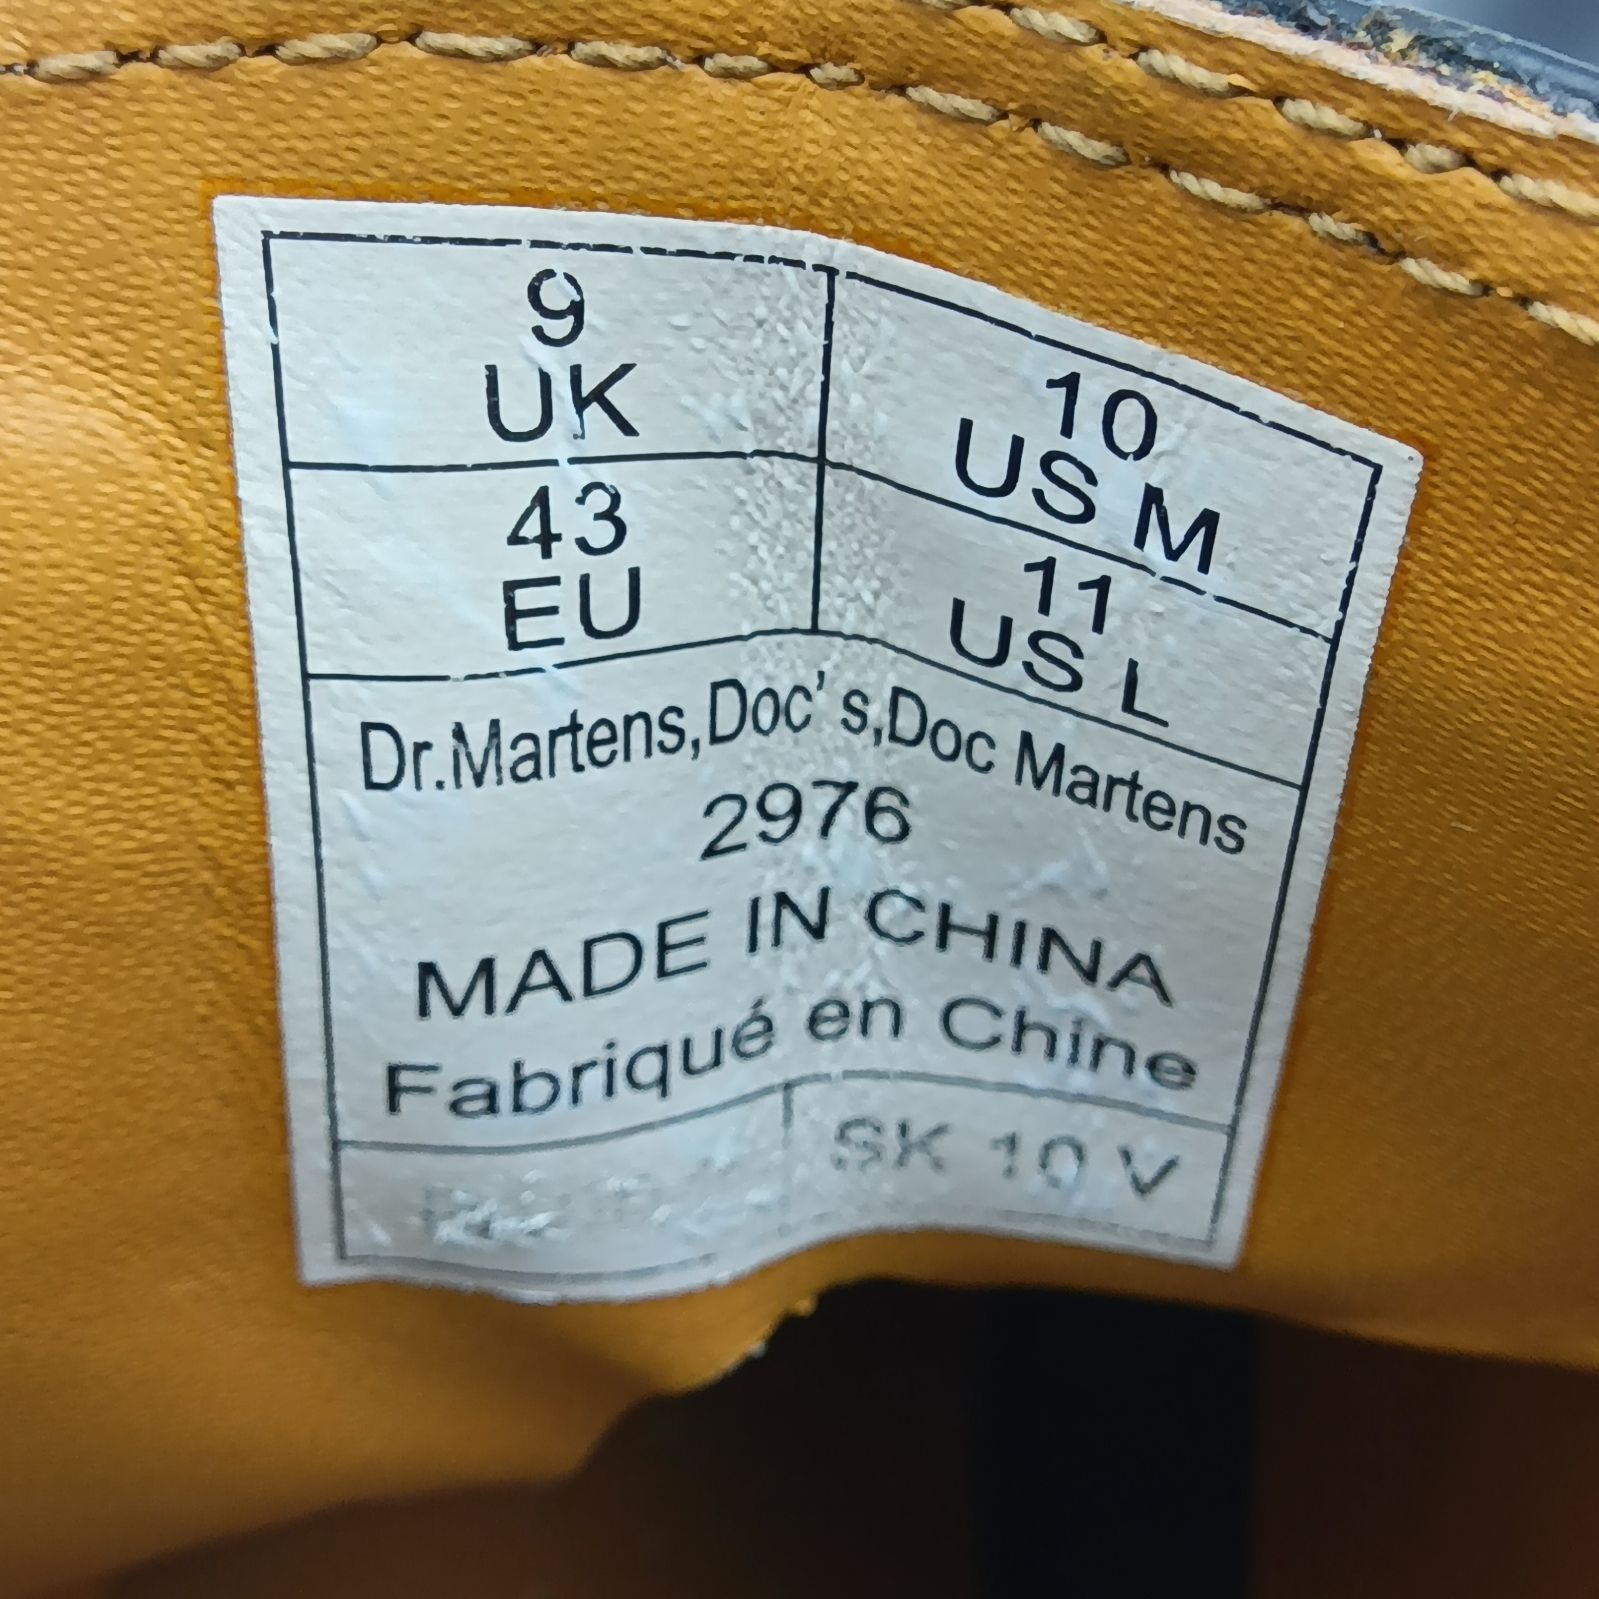 9
UK
10
US M
43
EU
11
US L
Dr.Martens,Doc's,Doc Martens
2976
MADE IN CHINA
Fabriqué en Chine
SK 10 V